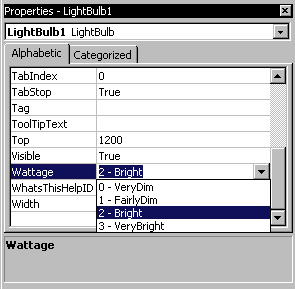 Properties - LightBulb1
LightBulb1 LightBulb
Alphabetic Categorized
TabIndex 0
TabStop True
Tag
ToolTipText
Top 1200
Visible True
Wattage 2 - Bright
WhatsThisHelpID 0 - VeryDim
Width 1 - FairlyDim
2 - Bright
3 - VeryBright
Wattage